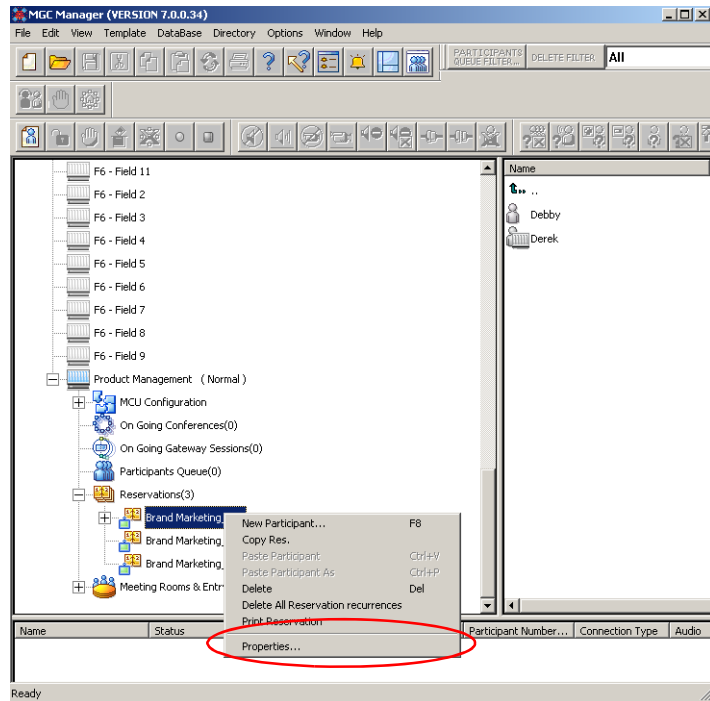 MGC Manager (VERSION 7.0.0.34)
File Edit View Template DataBase Directory Options Window Help
PARTICIPANTS QUEUE FILTER... DELETE FILTER All
F6 - Field 11
F6 - Field 2
F6 - Field 3
F6 - Field 4
F6 - Field 5
F6 - Field 6
F6 - Field 7
F6 - Field 8
F6 - Field 9
Product Management ( Normal )
MCU Configuration
On Going Conferences(0)
On Going Gateway Sessions(0)
Participants Queue(0)
Reservations(3)
Brand Marketing_
Brand Marketing_
Brand Marketing_
Meeting Rooms & Entr
New Participant... F8
Copy Res.
Paste Participant Ctrl+V
Paste Participant As Ctrl+P
Delete Del
Delete All Reservation recurrences
Print Reservation
Properties...
Name
..
Debby
Derek
Name Status Participant Number... Connection Type Audio
Ready